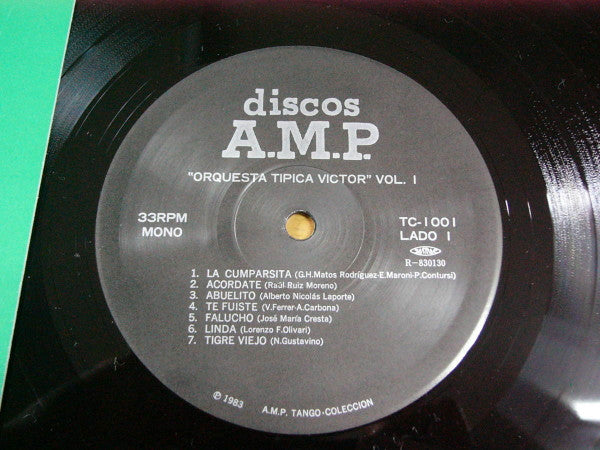 discos
A.M.P.
"ORQUESTA TIPICA VICTOR" VOL. I
33RPM
MONO
TC-1001
LADO I
R-830130
1. LA CUMPARSITA (G.H.Matos Rodríguez-E.Maroni-P.Contursi)
2. ACORDATE (Raúl Ruiz Moreno)
3. ABUELITO (Alberto Nicolás Laporte)
4. TE FUISTE (V.Ferrer-A.Carbona)
5. FALUCHO (José María Cresta)
6. LINDA (Lorenzo F.Olivari)
7. TIGRE VIEJO (N.Gustavino)
℗ 1983 A.M.P. TANGO-COLECCION